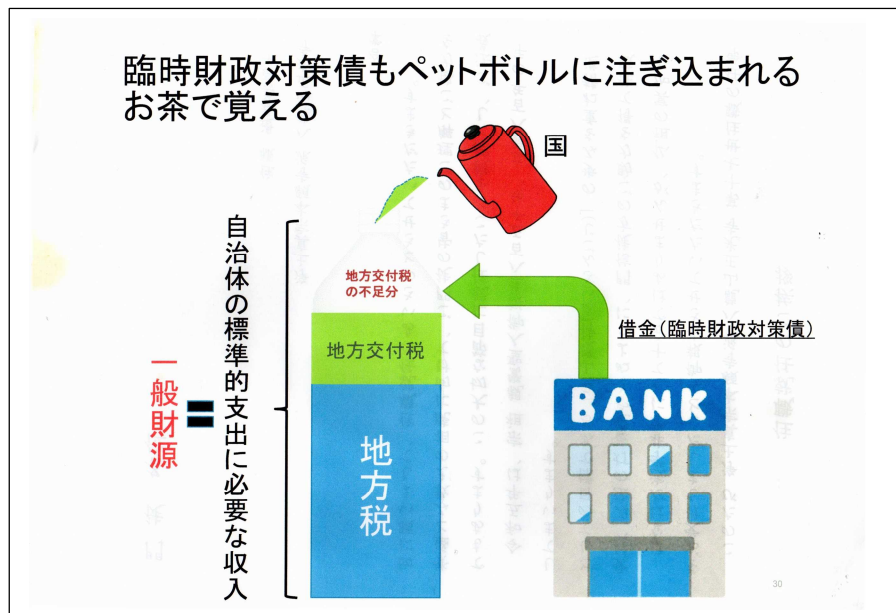 臨時財政対策債もペットボトルに注ぎ込まれる
お茶で覚える
国
自治体の標準的支出に必要な収入
一般財源
=
地方交付税
の不足分
地方交付税
地方税
借金(臨時財政対策債)
BANK
30